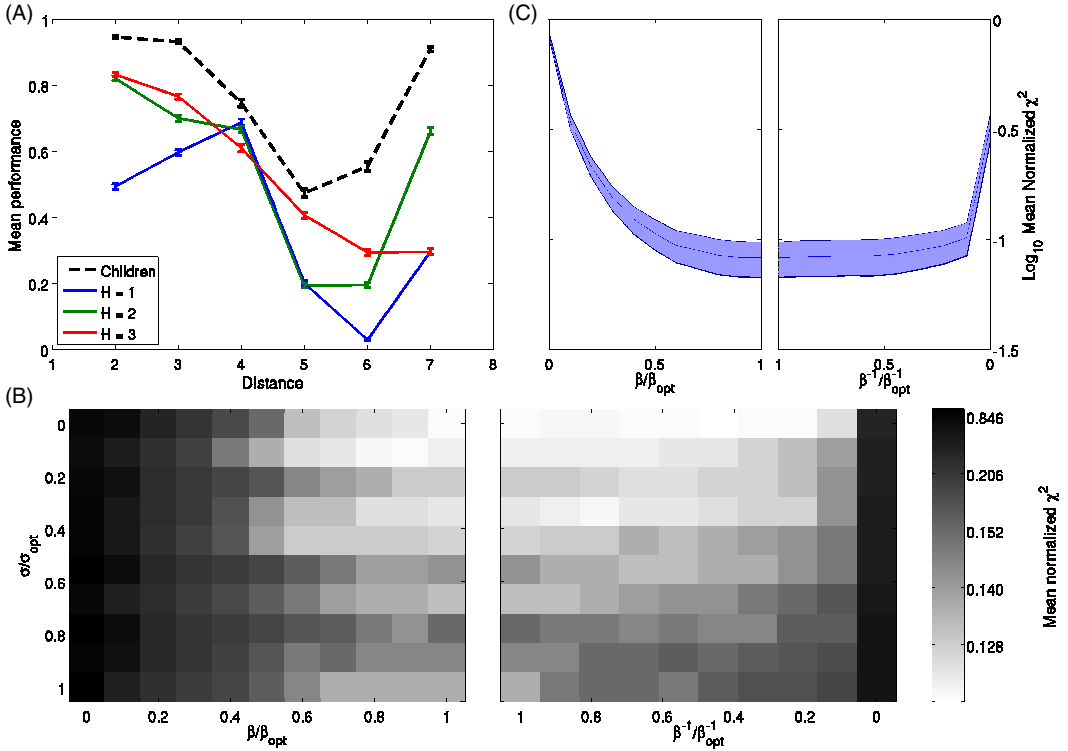 (A)
1
0.8
0.6
0.4
0.2
0
Mean performance
1 2 3 4 5 6 7 8
Distance
Children
H = 1
H = 2
H = 3
(C)
0
-0.5
-1
-1.5
Log10 Mean Normalized χ²
0 0.5 1
β/βopt
1 0.5 0
β⁻¹/β⁻¹opt
(B)
0
0.2
0.4
0.6
0.8
1
σ/σopt
0 0.2 0.4 0.6 0.8 1
β/βopt
1 0.8 0.6 0.4 0.2 0
β⁻¹/β⁻¹opt
0.846
0.206
0.152
0.140
0.128
Mean normalized χ²